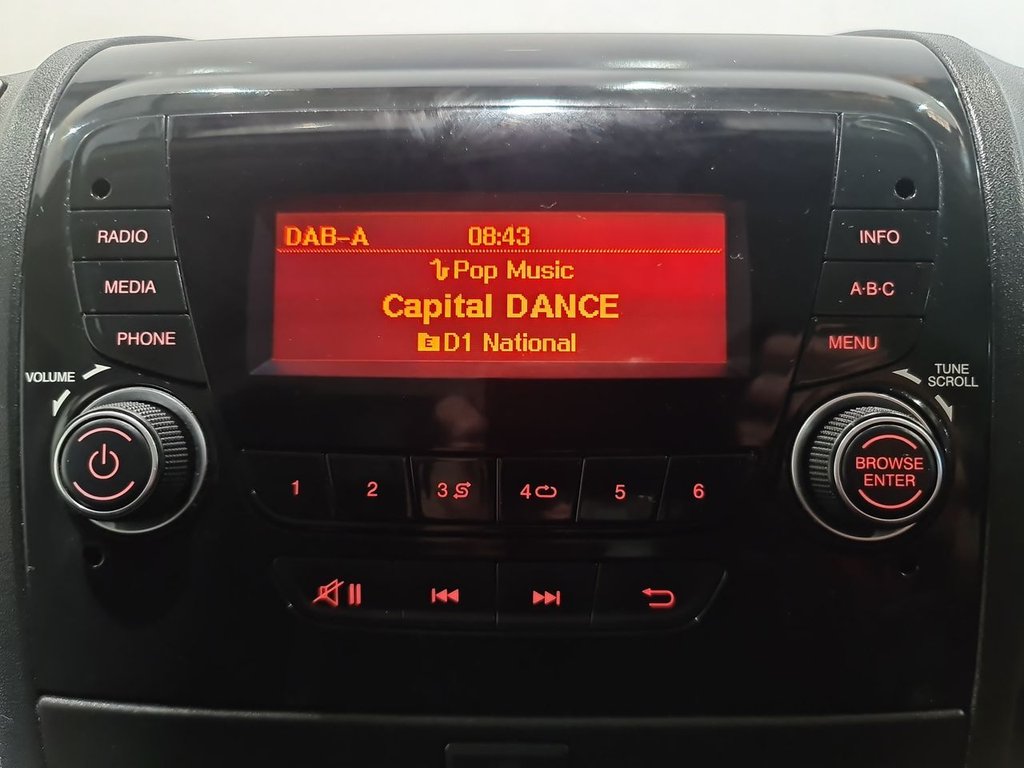 DAB-A 08:43
Pop Music
Capital DANCE
D1 National
RADIO
MEDIA
PHONE
VOLUME
INFO
A·B·C
MENU
TUNE
SCROLL
BROWSE
ENTER
1 2 3 4 5 6